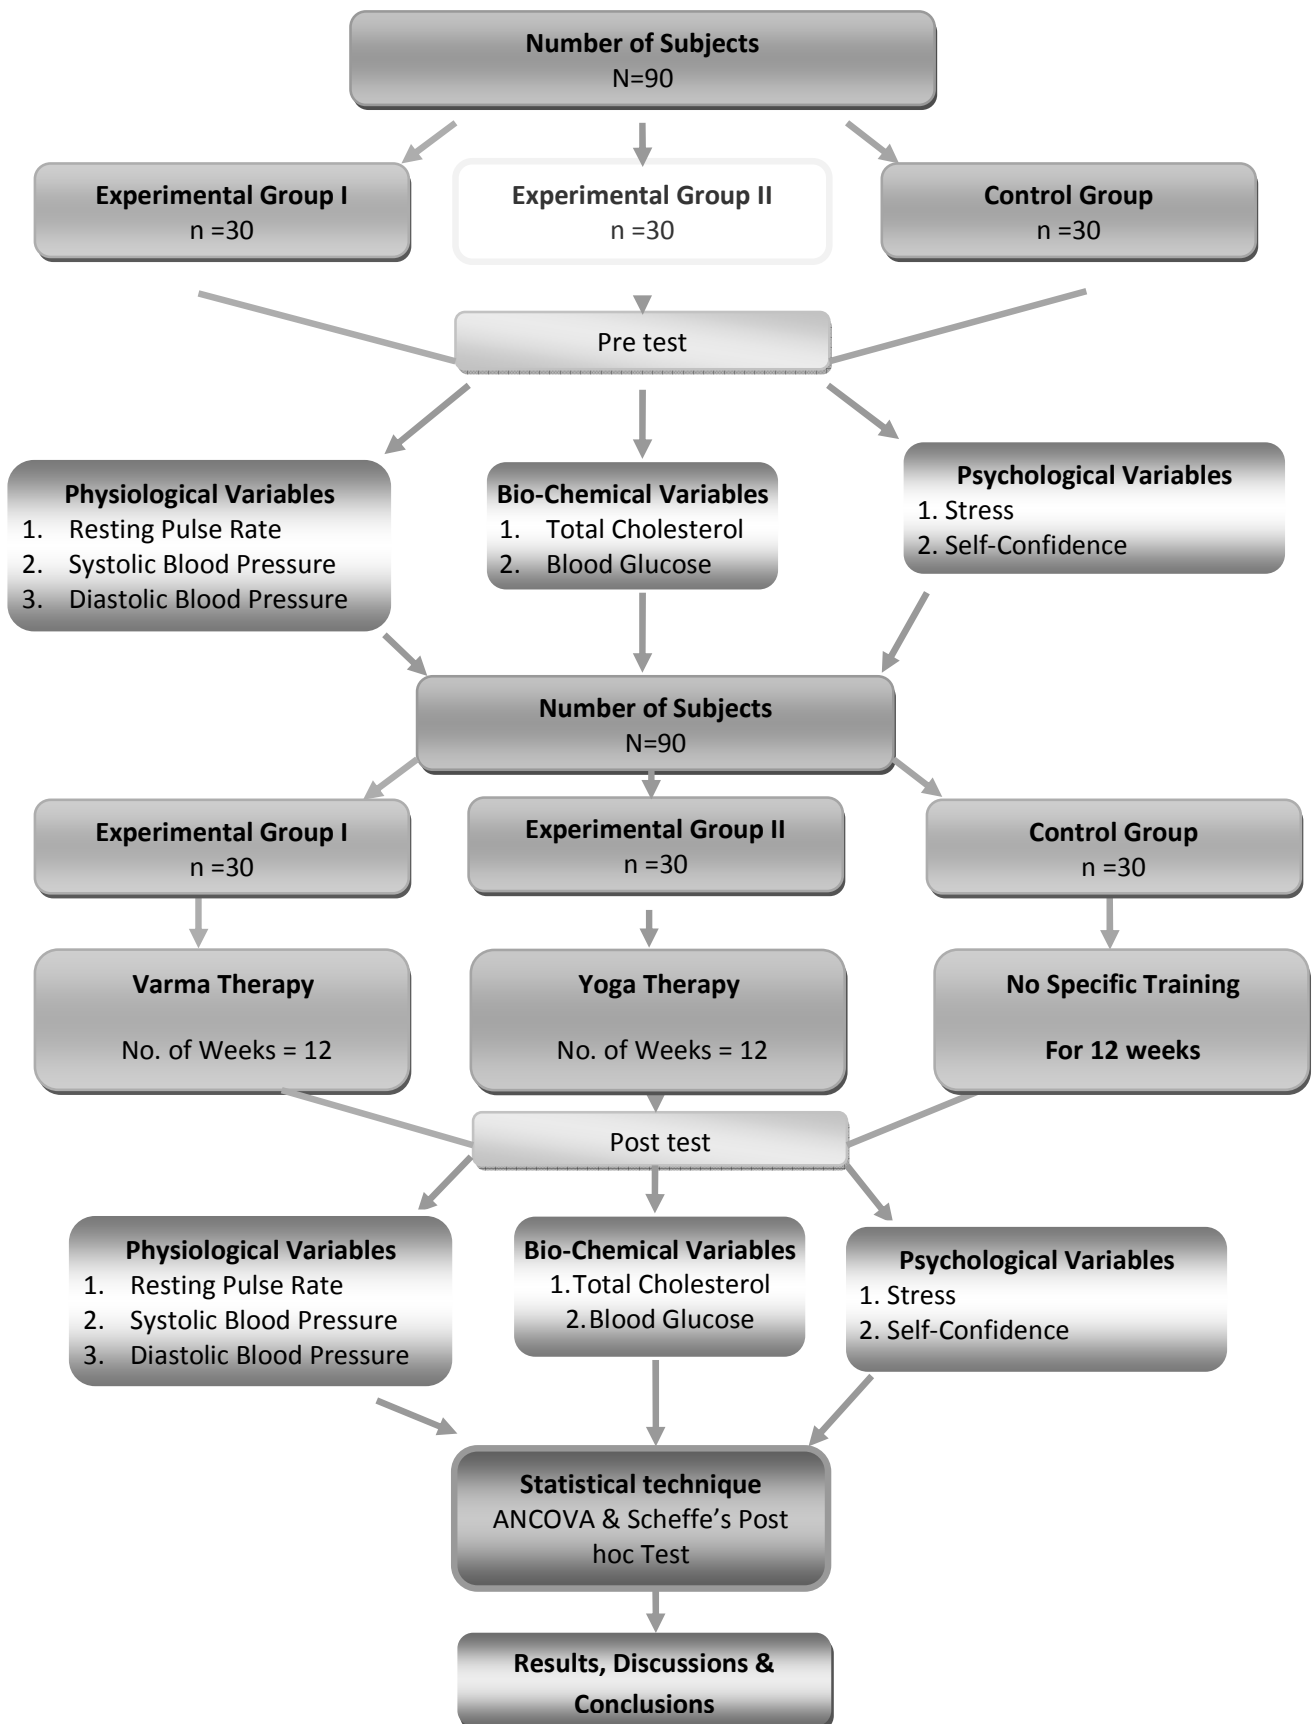 Number of Subjects
N=90
Experimental Group I
n =30
Experimental Group II
n =30
Control Group
n =30
Pre test
Physiological Variables
1. Resting Pulse Rate
2. Systolic Blood Pressure
3. Diastolic Blood Pressure
Bio-Chemical Variables
1. Total Cholesterol
2. Blood Glucose
Psychological Variables
1. Stress
2. Self-Confidence
Number of Subjects
N=90
Experimental Group I
n =30
Experimental Group II
n =30
Control Group
n =30
Varma Therapy
No. of Weeks = 12
Yoga Therapy
No. of Weeks = 12
No Specific Training
For 12 weeks
Post test
Physiological Variables
1. Resting Pulse Rate
2. Systolic Blood Pressure
3. Diastolic Blood Pressure
Bio-Chemical Variables
1.Total Cholesterol
2.Blood Glucose
Psychological Variables
1. Stress
2. Self-Confidence
Statistical technique
ANCOVA & Scheffe’s Post
hoc Test
Results, Discussions &
Conclusions